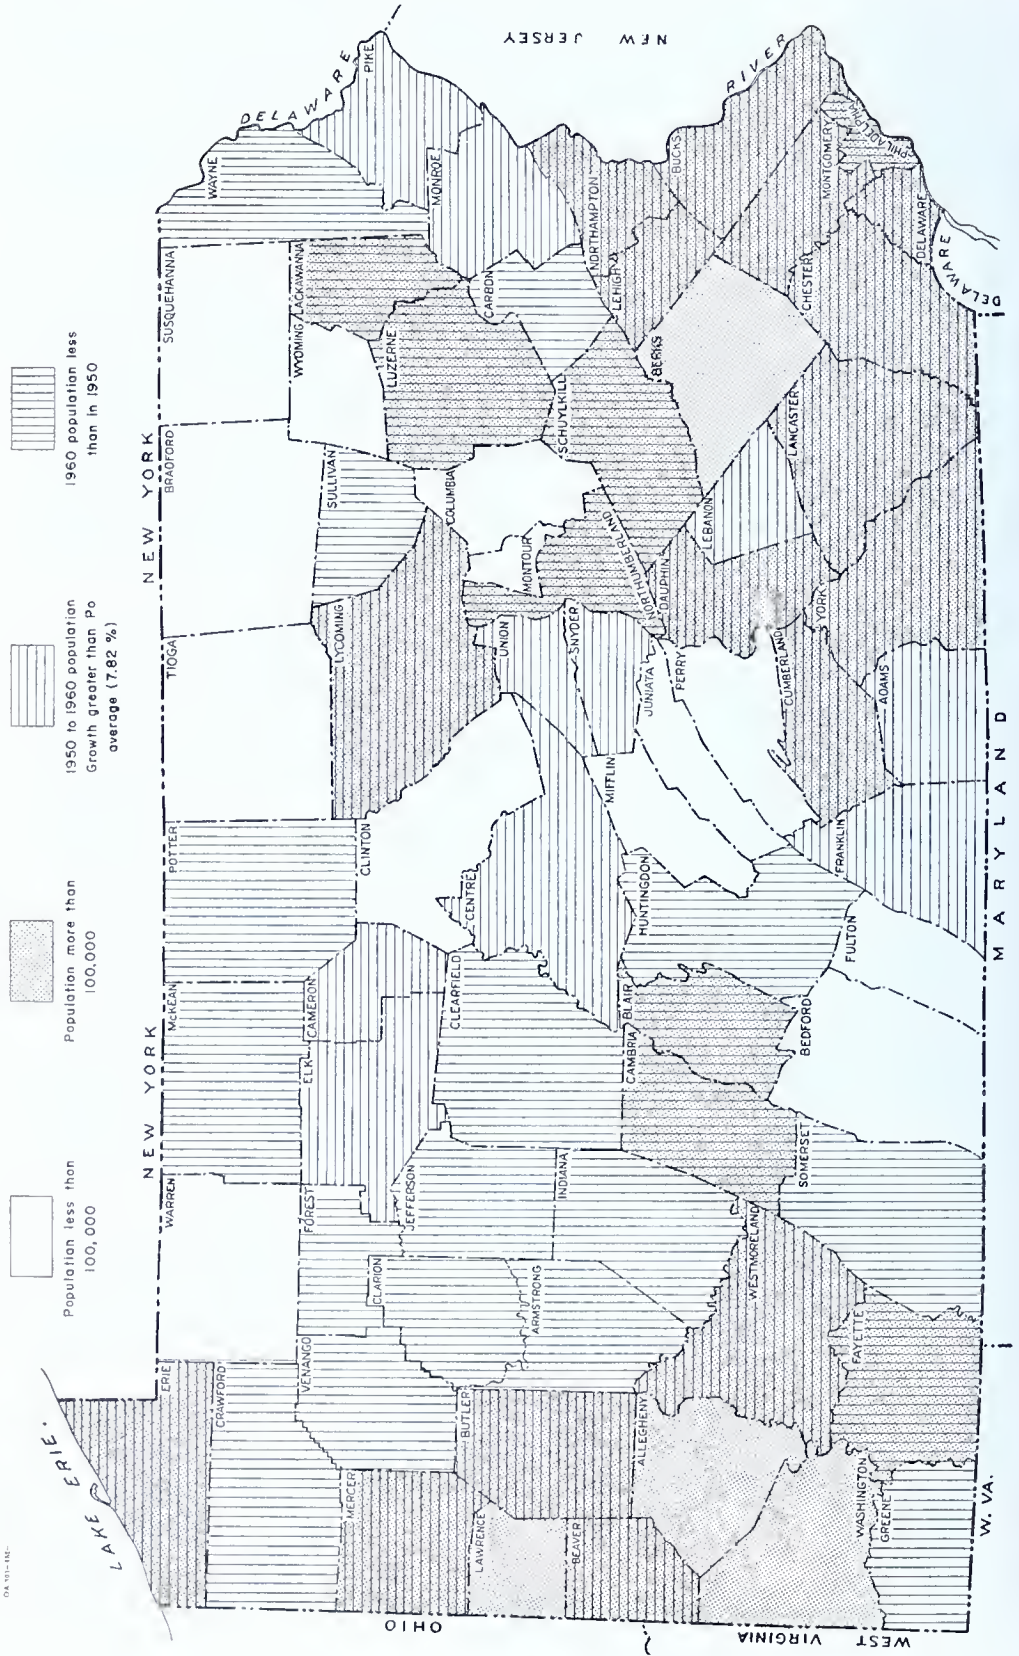 Population less than
100,000
Population more than
100,000
1950 to 1960 population
Growth greater than Pa
average (7.82 %)
1960 population less
than in 1950
LAKE ERIE
NEW YORK
NEW YORK
DELAWARE
RIVER
NEW JERSEY
DELAWARE
MARYLAND
W. VA.
WEST VIRGINIA
OHIO
ERIE
CRAWFORD
WARREN
McKEAN
POTTER
TIOGA
BRADFORD
SUSQUEHANNA
WAYNE
PIKE
MERCER
VENANGO
FOREST
ELK
CAMERON
CLINTON
LYCOMING
SULLIVAN
WYOMING
LACKAWANNA
LUZERNE
MONROE
LAWRENCE
BUTLER
CLARION
JEFFERSON
CLEARFIELD
CENTRE
UNION
MONTOUR
COLUMBIA
CARBON
BEAVER
ARMSTRONG
INDIANA
SNYDER
NORTHUMBERLAND
SCHUYLKILL
NORTHAMPTON
LEHIGH
ALLEGHENY
CAMBRIA
BLAIR
HUNTINGDON
MIFFLIN
JUNIATA
PERRY
DAUPHIN
LEBANON
BERKS
BUCKS
WESTMORELAND
WASHINGTON
GREENE
FAYETTE
SOMERSET
BEDFORD
FULTON
FRANKLIN
CUMBERLAND
ADAMS
YORK
LANCASTER
CHESTER
MONTGOMERY
PHILADELPHIA
DELAWARE